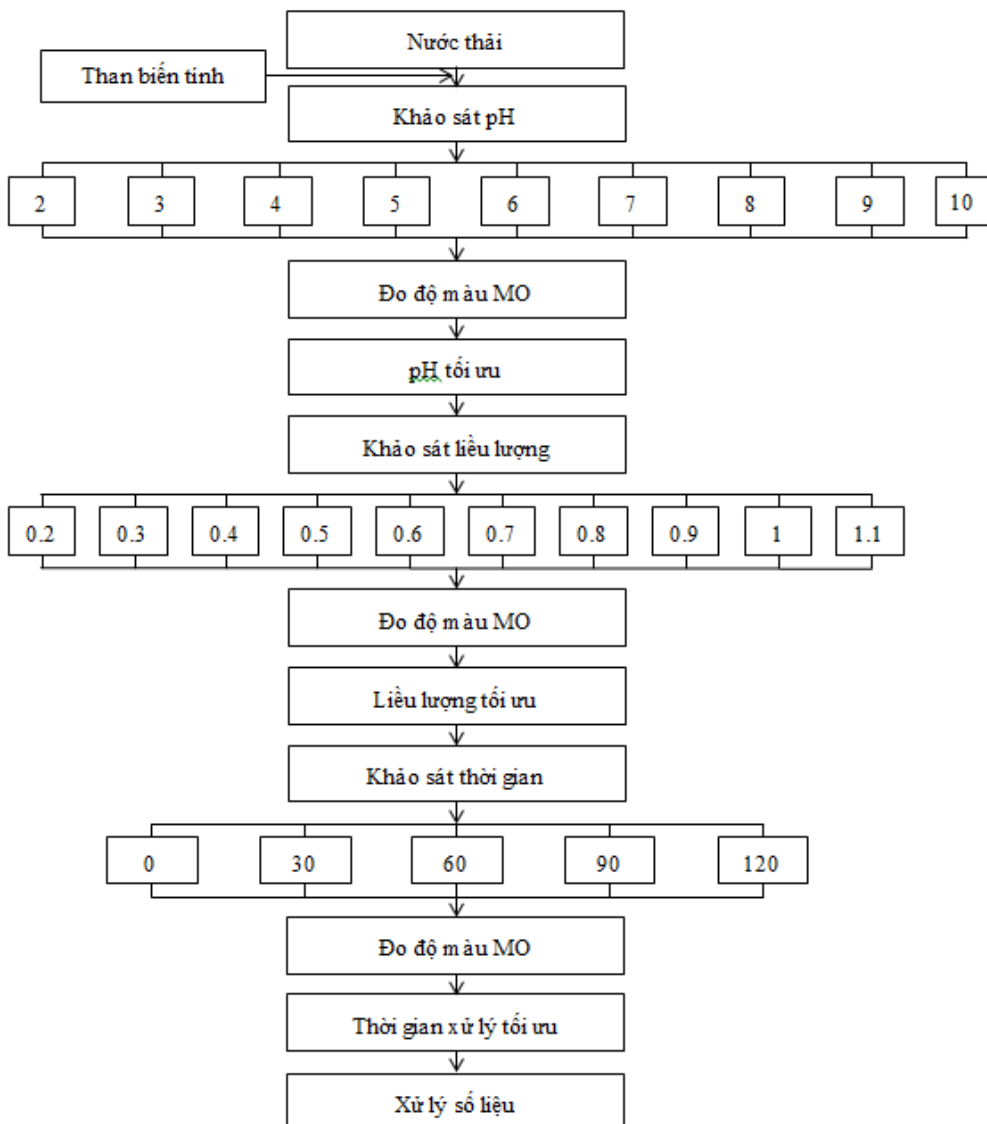 Nước thải
Than biến tính
Khảo sát pH
2 3 4 5 6 7 8 9 10
Đo độ màu MO
pH tối ưu
Khảo sát liều lượng
0.2 0.3 0.4 0.5 0.6 0.7 0.8 0.9 1 1.1
Đo độ màu MO
Liều lượng tối ưu
Khảo sát thời gian
0 30 60 90 120
Đo độ màu MO
Thời gian xử lý tối ưu
Xử lý số liệu